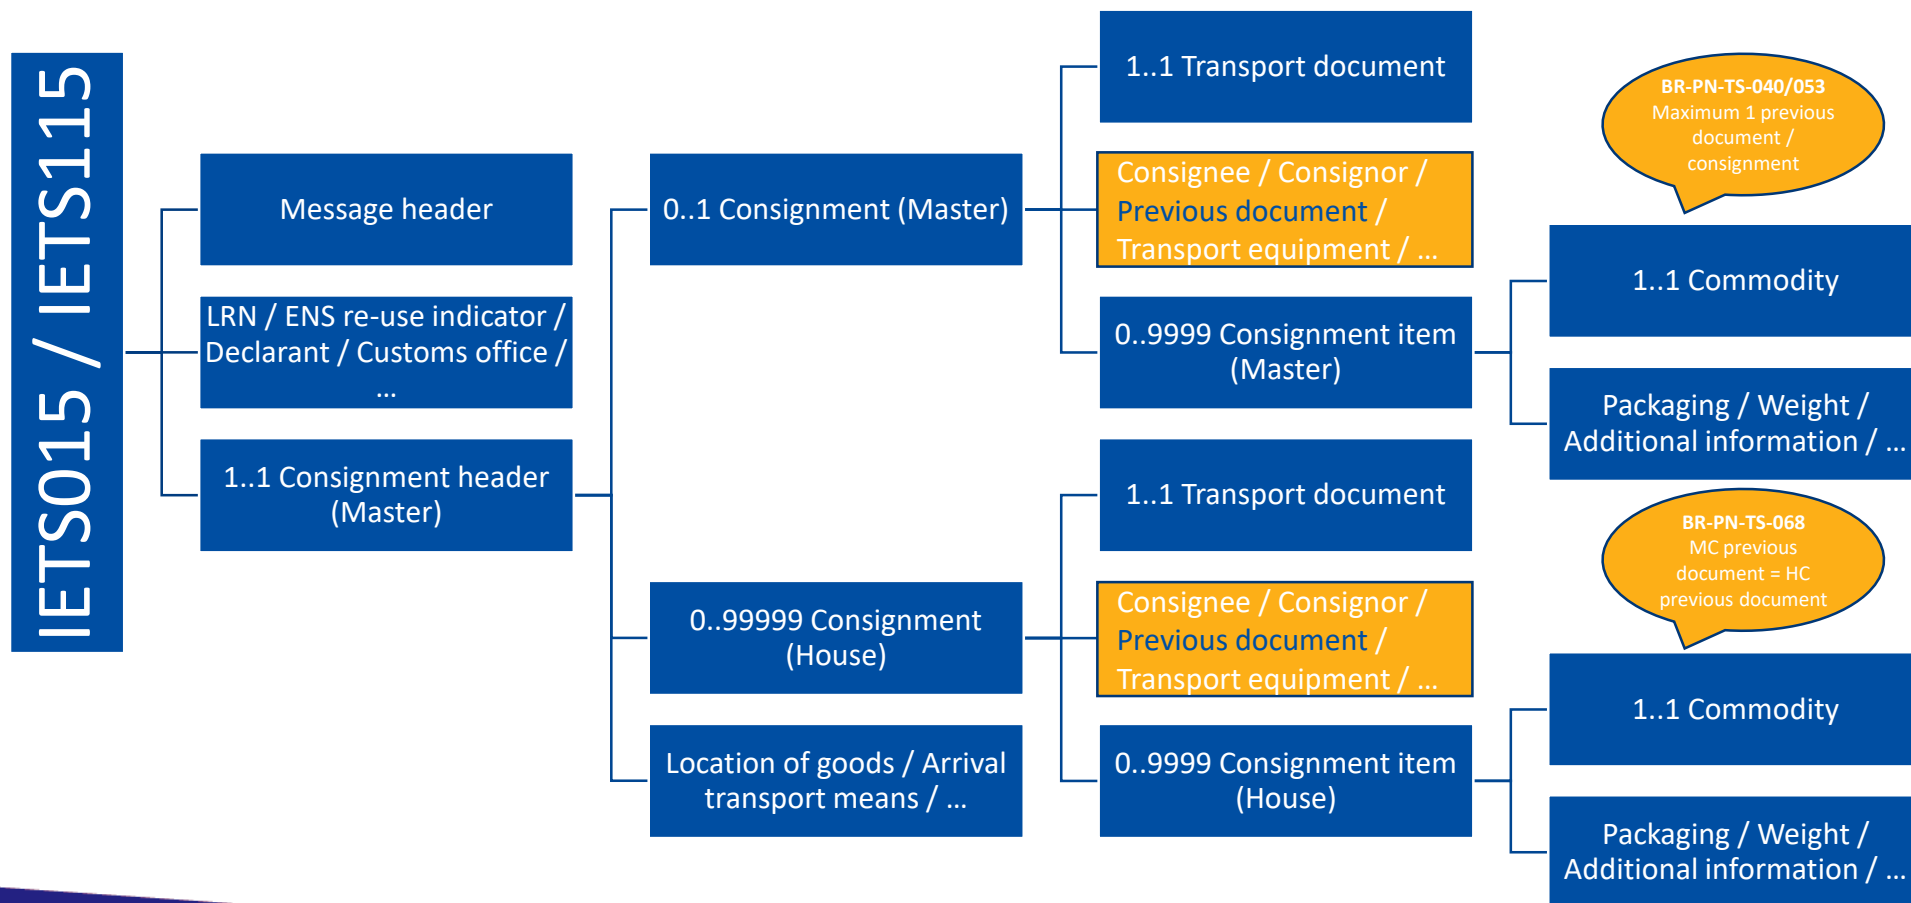 IETS015 / IETS115
Message header
LRN / ENS re-use indicator /
Declarant / Customs office /
...
1..1 Consignment header
(Master)
0..1 Consignment (Master)
0..99999 Consignment
(House)
Location of goods / Arrival
transport means / ...
1..1 Transport document
Consignee / Consignor /
Previous document /
Transport equipment / ...
0..9999 Consignment item
(Master)
1..1 Transport document
Consignee / Consignor /
Previous document /
Transport equipment / ...
0..9999 Consignment item
(House)
BR-PN-TS-040/053
Maximum 1 previous
document /
consignment
1..1 Commodity
Packaging / Weight /
Additional information / ...
BR-PN-TS-068
MC previous
document = HC
previous document
1..1 Commodity
Packaging / Weight /
Additional information / ...